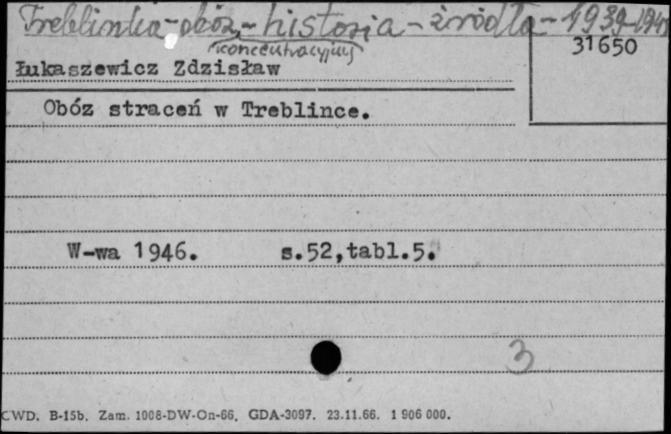 Treblinka - obóz - historia - źródła - 1939-1945
koncentracyjny
31650
Łukaszewicz Zdzisław
Obóz straceń w Treblince.
W-wa 1946. s.52,tabl.5.
3
CWD. B-15b. Zam. 1008-DW-On-66. GDA-3097. 23.11.66. 1 906 000.